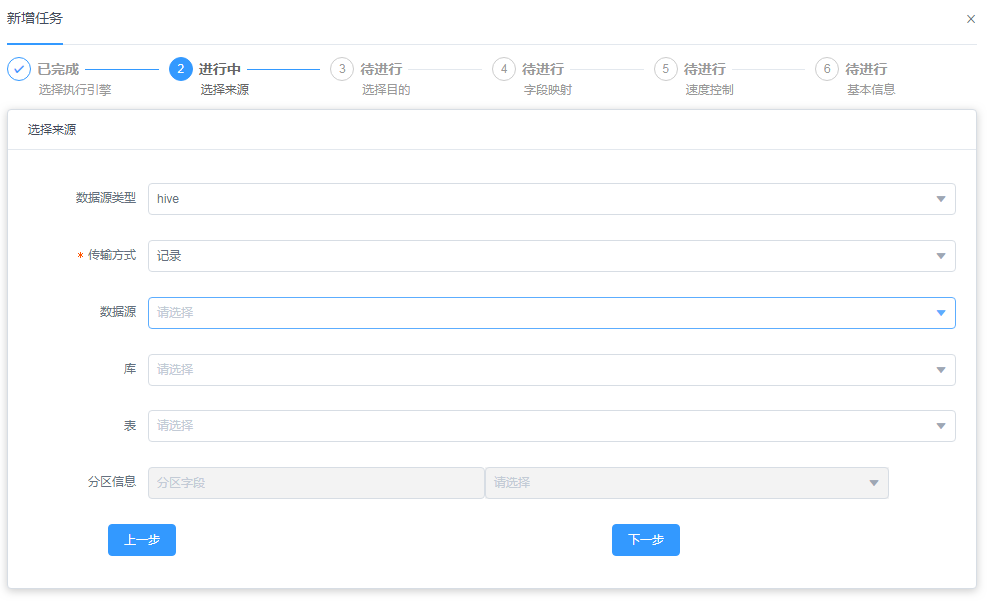 新增任务
已完成
选择执行引擎
2 进行中
选择来源
3 待进行
选择目的
4 待进行
字段映射
5 待进行
速度控制
6 待进行
基本信息
选择来源
数据源类型 hive
* 传输方式 记录
数据源 请选择
库 请选择
表 请选择
分区信息 分区字段 请选择
上一步 下一步